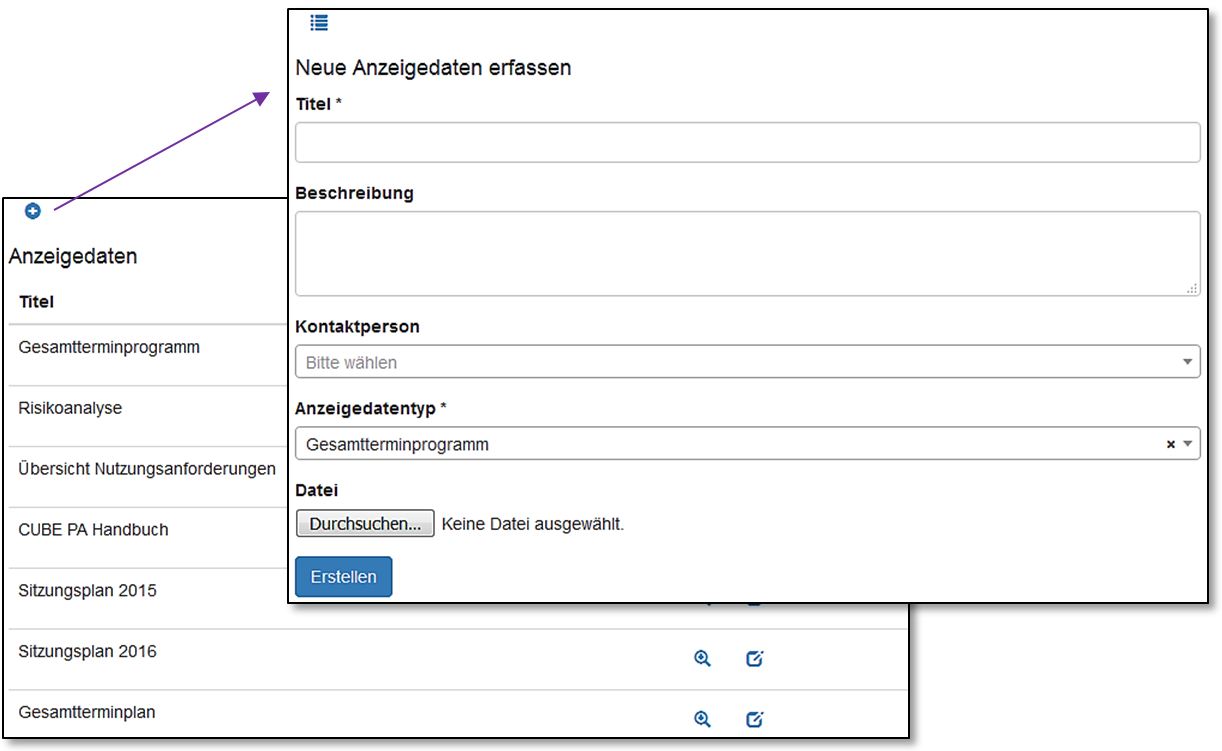 Neue Anzeigedaten erfassen
Titel *
Beschreibung
Kontaktperson
Bitte wählen
Anzeigedatentyp *
Gesamtterminprogramm
Datei
Durchsuchen... Keine Datei ausgewählt.
Erstellen
Anzeigedaten
Titel
Gesamtterminprogramm
Risikoanalyse
Übersicht Nutzungsanforderungen
CUBE PA Handbuch
Sitzungsplan 2015
Sitzungsplan 2016
Gesamtterminplan